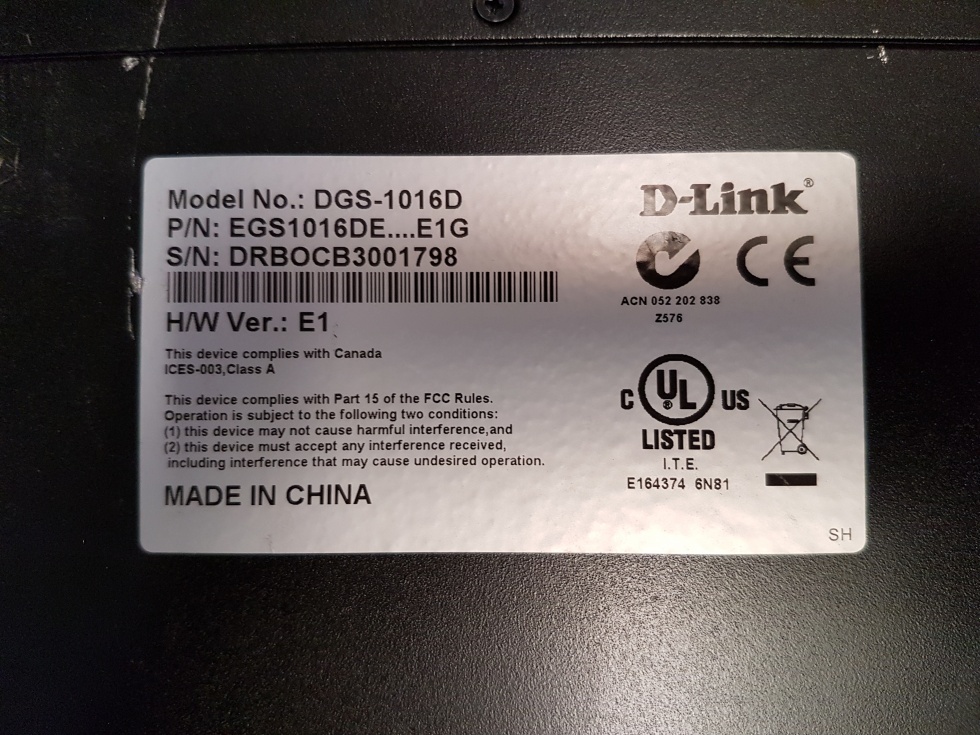 Model No.: DGS-1016D
P/N: EGS1016DE....E1G
S/N: DRBOCB3001798
H/W Ver.: E1
This device complies with Canada
ICES-003,Class A
This device complies with Part 15 of the FCC Rules.
Operation is subject to the following two conditions:
(1) this device may not cause harmful interference,and
(2) this device must accept any interference received,
including interference that may cause undesired operation.
MADE IN CHINA
D-Link®
CE
ACN 052 202 838
Z576
C UL® US
LISTED
I.T.E.
E164374 6N81
SH